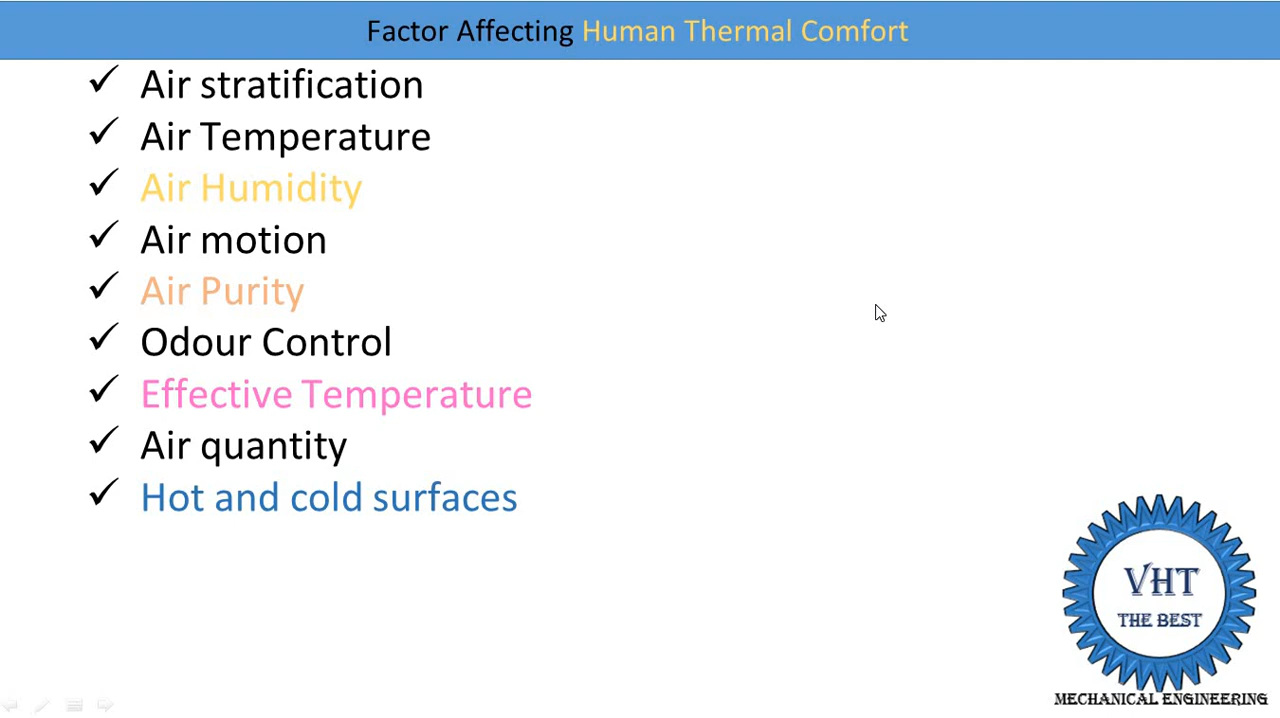 Factor Affecting Human Thermal Comfort
✓ Air stratification
✓ Air Temperature
✓ Air Humidity
✓ Air motion
✓ Air Purity
✓ Odour Control
✓ Effective Temperature
✓ Air quantity
✓ Hot and cold surfaces
VHT
THE BEST
MECHANICAL ENGINEERING